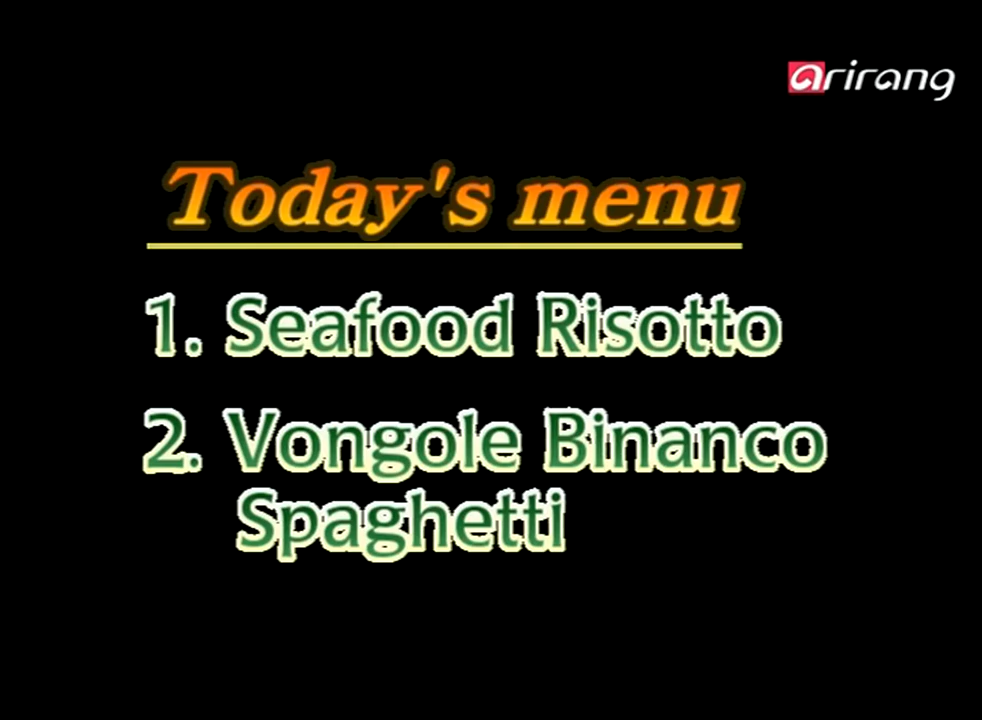 arirang
Today's menu
1. Seafood Risotto
2. Vongole Binanco
Spaghetti